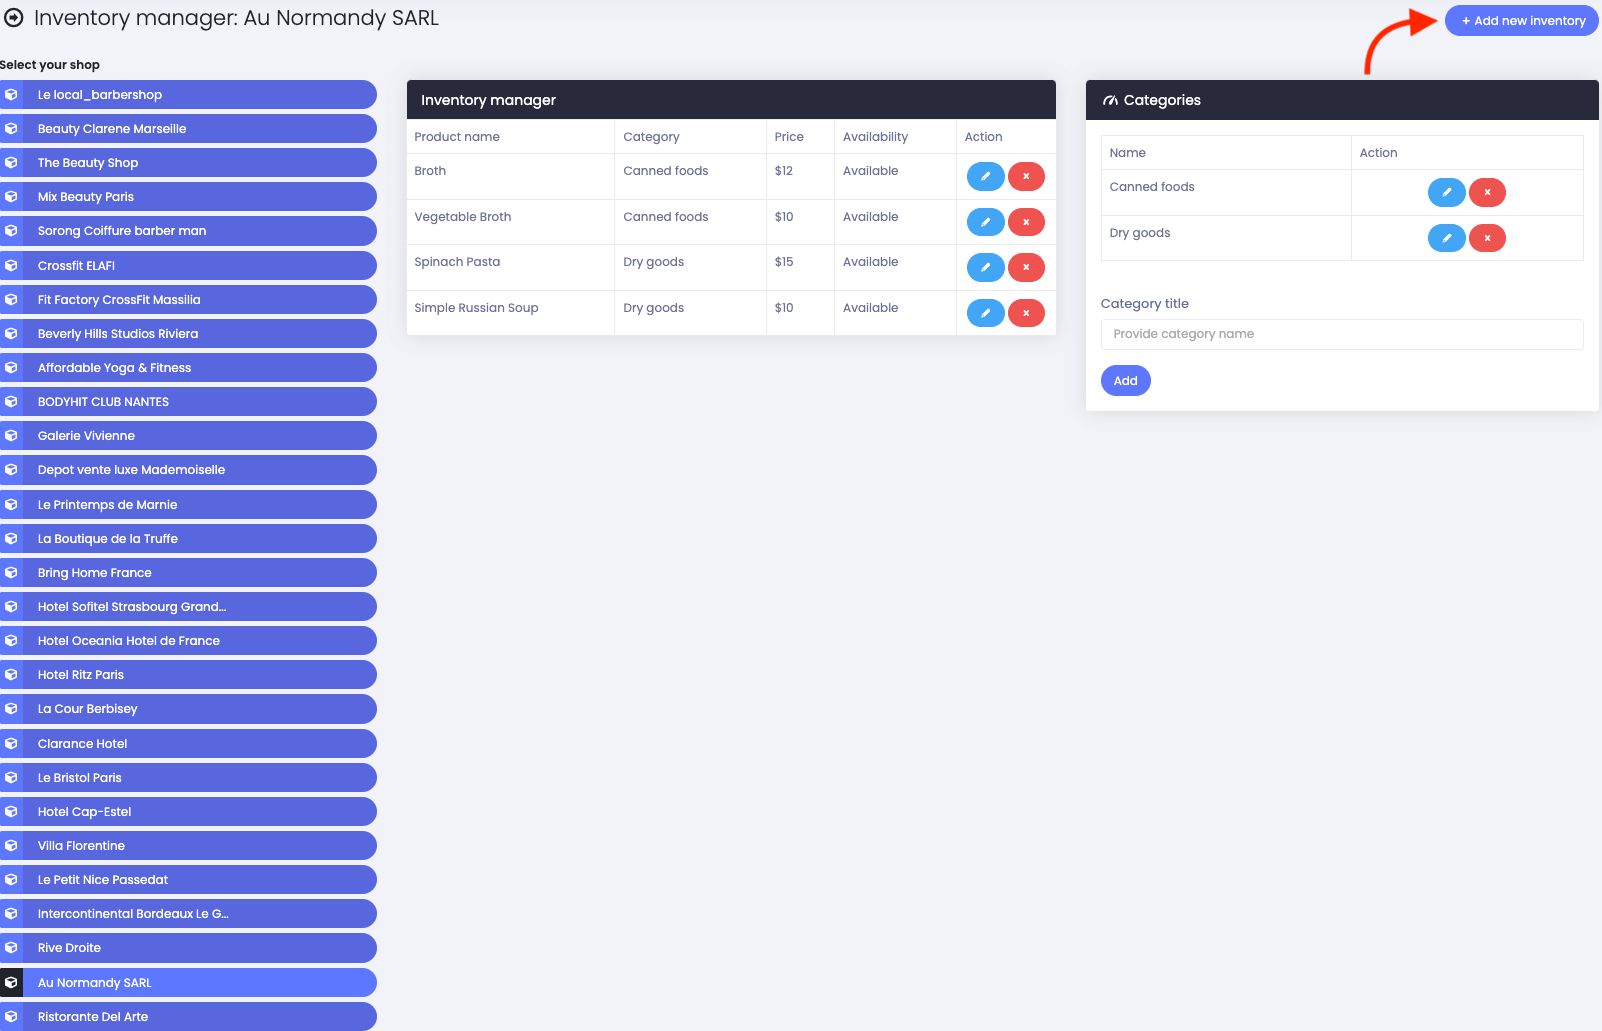 Inventory manager: Au Normandy SARL
+ Add new inventory
Select your shop
Le local_barbershop
Beauty Clarene Marseille
The Beauty Shop
Mix Beauty Paris
Sorong Coiffure barber man
Crossfit ELAFI
Fit Factory CrossFit Massilia
Beverly Hills Studios Riviera
Affordable Yoga & Fitness
BODYHIT CLUB NANTES
Galerie Vivienne
Depot vente luxe Mademoiselle
Le Printemps de Marnie
La Boutique de la Truffe
Bring Home France
Hotel Sofitel Strasbourg Grand...
Hotel Oceania Hotel de France
Hotel Ritz Paris
La Cour Berbisey
Clarance Hotel
Le Bristol Paris
Hotel Cap-Estel
Villa Florentine
Le Petit Nice Passedat
Intercontinental Bordeaux Le G...
Rive Droite
Au Normandy SARL
Ristorante Del Arte
Inventory manager
Product name Category Price Availability Action
Broth Canned foods $12 Available
Vegetable Broth Canned foods $10 Available
Spinach Pasta Dry goods $15 Available
Simple Russian Soup Dry goods $10 Available
Categories
Name Action
Canned foods
Dry goods
Category title
Provide category name
Add